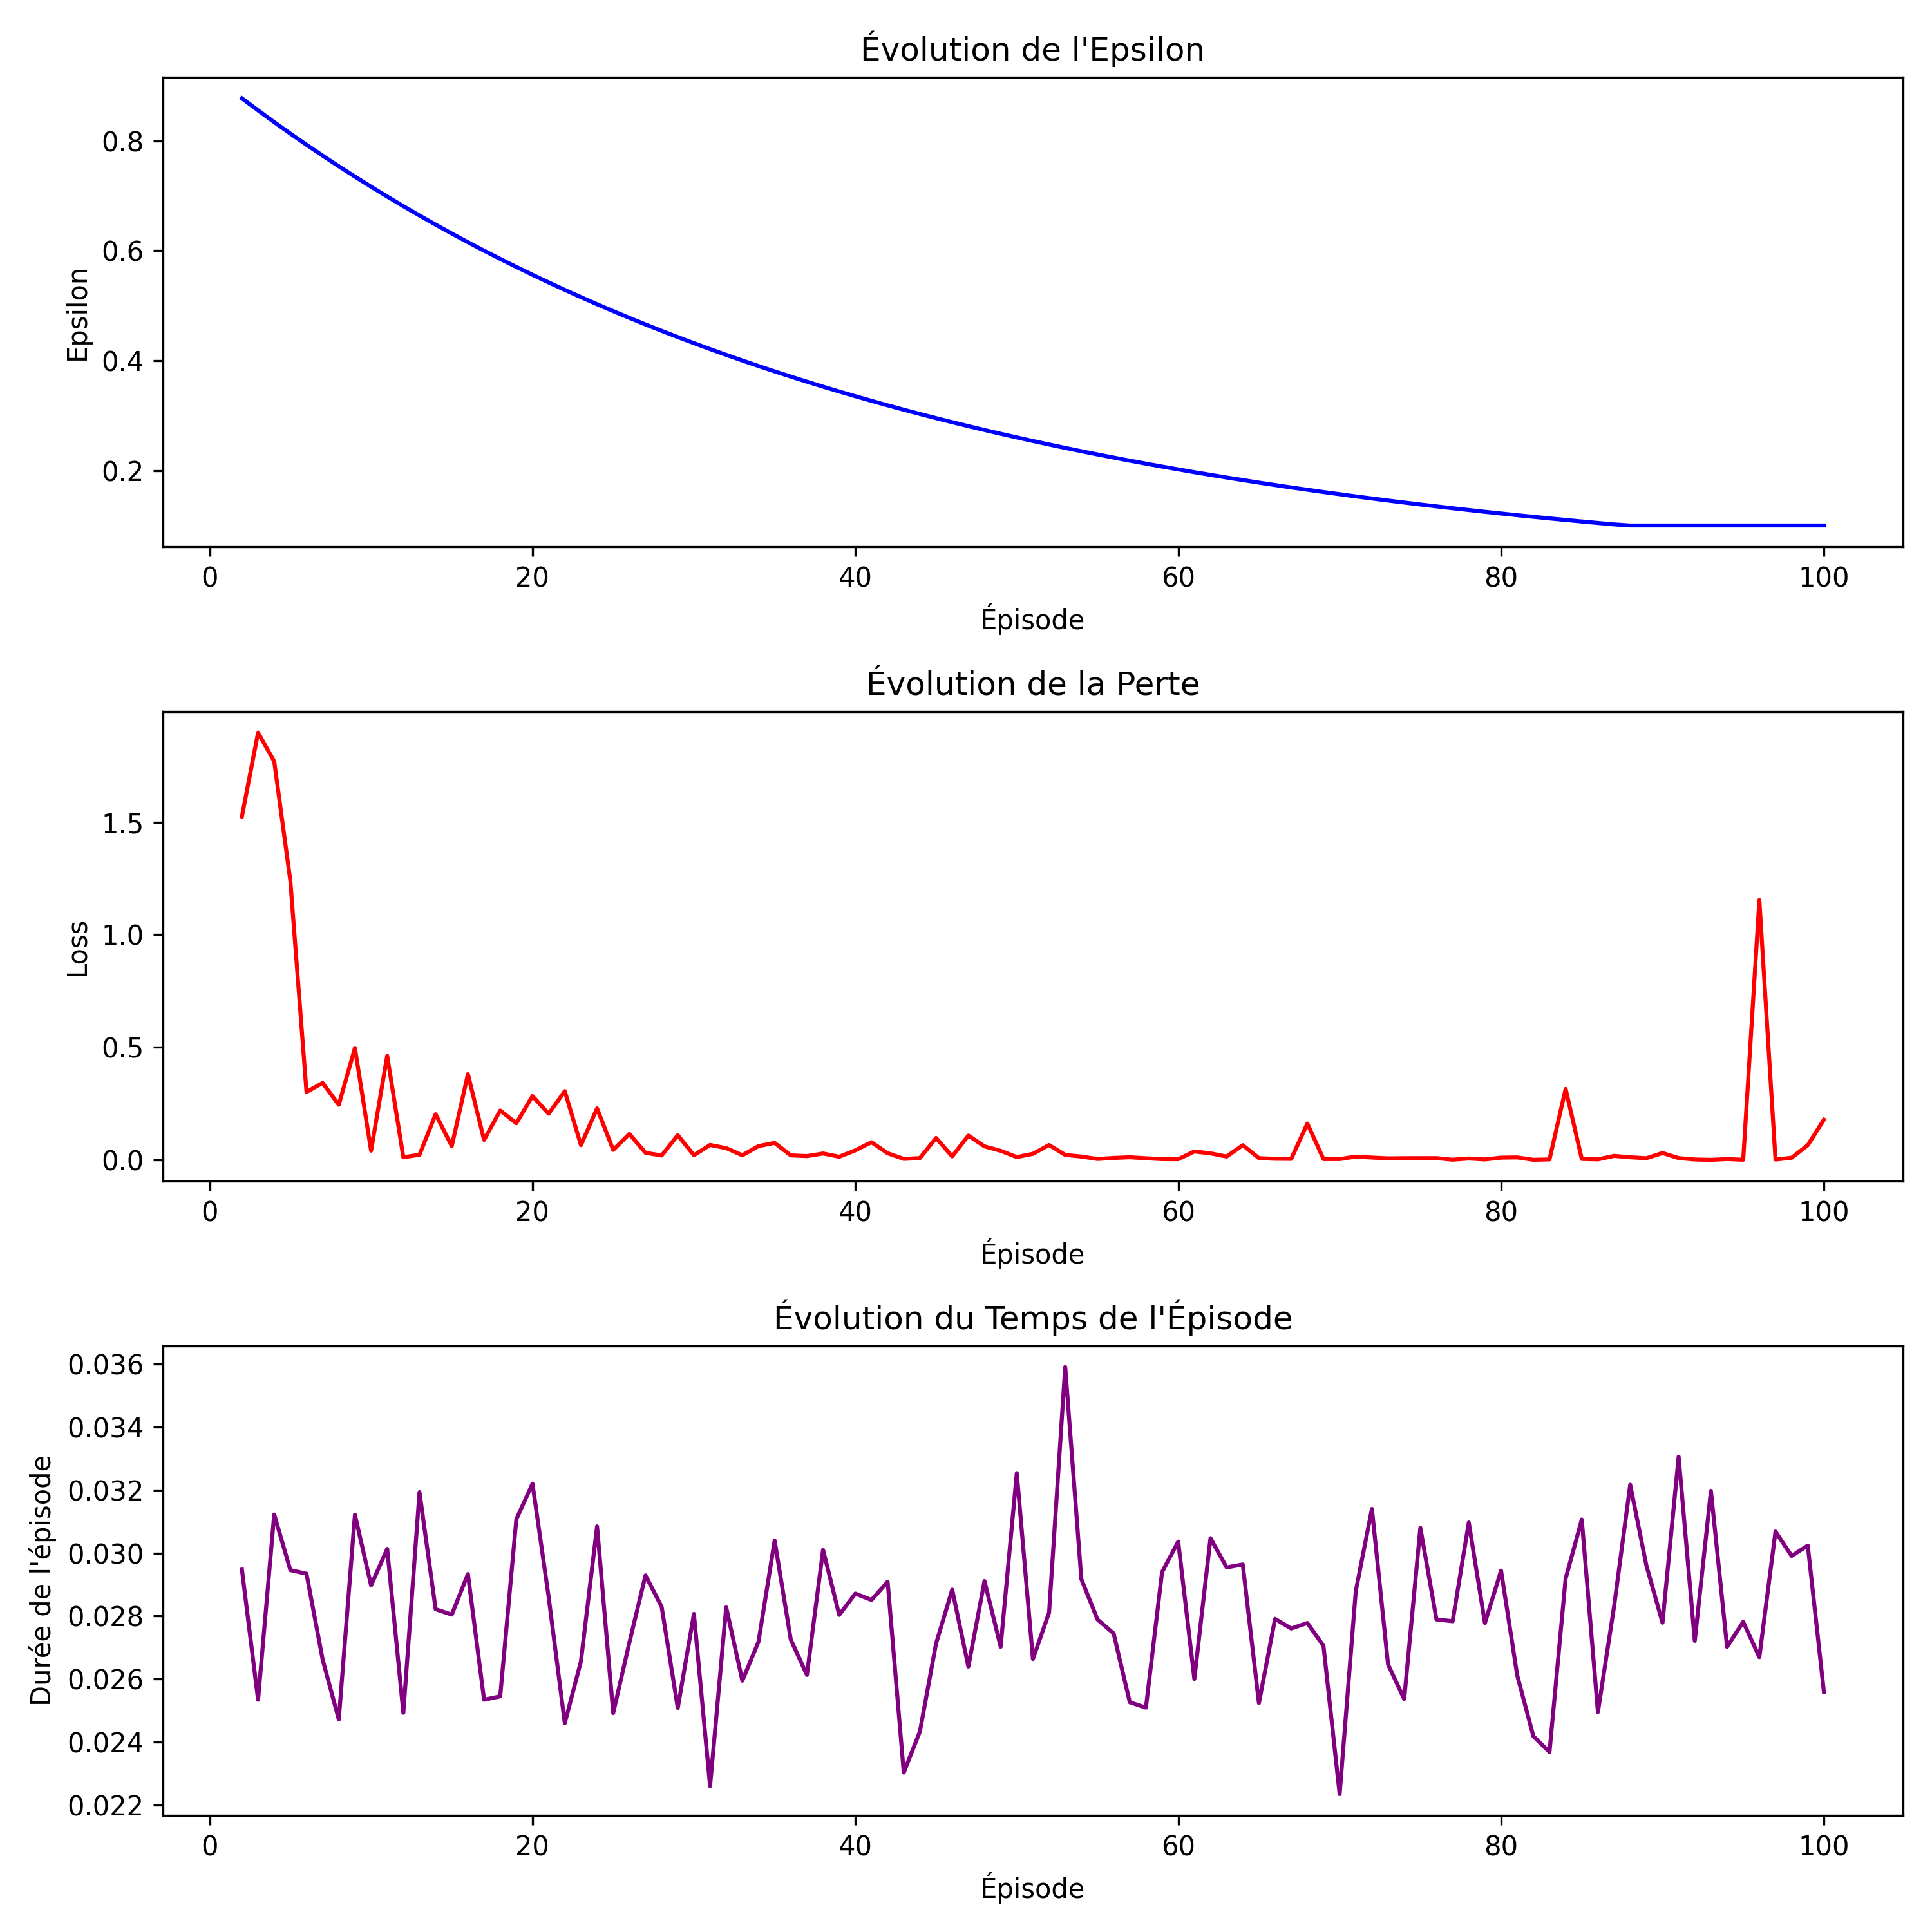 Évolution de l'Epsilon
Epsilon
0.8
0.6
0.4
0.2
0 20 40 60 80 100
Épisode
Évolution de la Perte
Loss
1.5
1.0
0.5
0.0
0 20 40 60 80 100
Épisode
Évolution du Temps de l'Épisode
Durée de l'épisode
0.036
0.034
0.032
0.030
0.028
0.026
0.024
0.022
0 20 40 60 80 100
Épisode